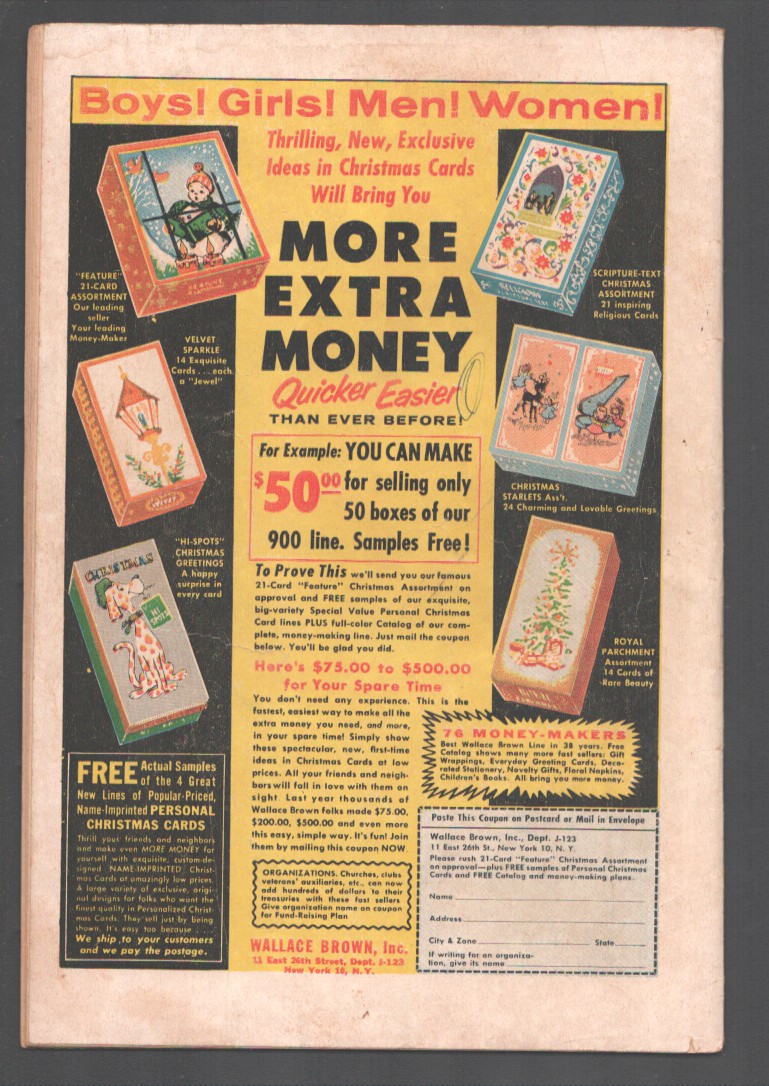 Boys! Girls! Men! Women!
Thrilling, New, Exclusive
Ideas in Christmas Cards
Will Bring You
MORE
EXTRA
MONEY
Quicker Easier
THAN EVER BEFORE!
For Example: YOU CAN MAKE
$50.00 for selling only
50 boxes of our
900 line. Samples Free!
To Prove This we'll send you our famous
21-Card "Feature" Christmas Assortment on
approval and FREE samples of our exquisite,
big-variety Special Value Personal Christmas
Card lines PLUS full-color Catalog of our com-
plete, money-making line. Just mail the coupon
below. You'll be glad you did.
Here's $75.00 to $500.00
for Your Spare Time
You don't need any experience. This is the
fastest, easiest way to make all the
extra money you need, and more,
in your spare time! Simply show
these spectacular, new, first-time
ideas in Christmas Cards at low
prices. All your friends and neigh-
bors will fall in love with them on
sight. Last year thousands of
Wallace Brown folks made $75.00,
$200.00, $500.00 and even more
this easy, simple way. It's fun! Join
them by mailing this coupon NOW.
ORGANIZATIONS. Churches, clubs
veterans' auxiliaries, etc., can now
add hundreds of dollars to their
treasuries with these fast sellers.
Give organization name on coupon
for Fund-Raising Plan
WALLACE BROWN, Inc.
11 East 26th Street, Dept. J-123
New York 10, N.Y.
"FEATURE"
21-CARD
ASSORTMENT
Our leading
seller
Your leading
Money-Maker
VELVET
SPARKLE
14 Exquisite
Cards...each
a "Jewel"
"HI-SPOTS"
CHRISTMAS
GREETINGS
A happy
surprise in
every card
CHRISTMAS
HI
SPOTS
FREE Actual Samples
of the 4 Great
New Lines of Popular-Priced,
Name-Imprinted PERSONAL
CHRISTMAS CARDS
Thrill your friends and neighbors
and make even MORE MONEY for
yourself with exquisite, custom-de-
signed NAME-IMPRINTED Christ-
mas Cards at amazingly low prices.
A large variety of exclusive, origi-
nal designs for folks who want the
finest quality in Personalized Christ-
mas Cards. They sell just by being
shown. It's easy too because...
We ship to your customers
and we pay the postage.
SCRIPTURE-TEXT
CHRISTMAS
ASSORTMENT
21 inspiring
Religious Cards
CHRISTMAS
STARLETS Ass't.
24 Charming and Lovable Greetings
ROYAL
PARCHMENT
Assortment
14 Cards of
Rare Beauty
76 MONEY-MAKERS
Best Wallace Brown Line in 38 years. Free
Catalog shows many more fast sellers: Gift
Wrappings, Everyday Greeting Cards, Deco-
rated Stationery, Novelty Gifts, Floral Napkins,
Children's Books. All bring you more money.
Paste This Coupon on Postcard or Mail in Envelope
Wallace Brown, Inc., Dept. J-123
11 East 26th St., New York 10, N. Y.
Please rush 21-Card "Feature" Christmas Assortment
on approval—plus FREE samples of Personal Christmas
Cards and FREE Catalog and money-making plans.
Name
Address
City & Zone State
If writing for an organiza-
tion, give its name